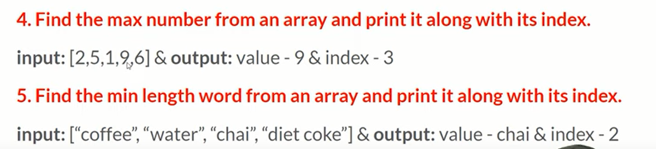 4. Find the max number from an array and print it along with its index.
input: [2,5,1,9,6] & output: value - 9 & index - 3
5. Find the min length word from an array and print it along with its index.
input: [“coffee”, “water”, “chai”, “diet coke”] & output: value - chai & index - 2